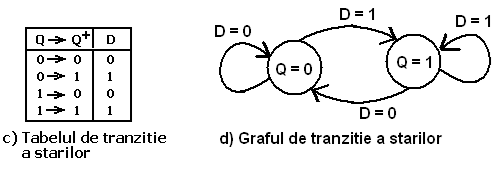 Q → Q+ D
0 → 0 0
0 → 1 1
1 → 0 0
1 → 1 1
c) Tabelul de tranzitie
a starilor
D = 0
D = 1
D = 1
Q = 0
Q = 1
D = 0
d) Graful de tranzitie a starilor